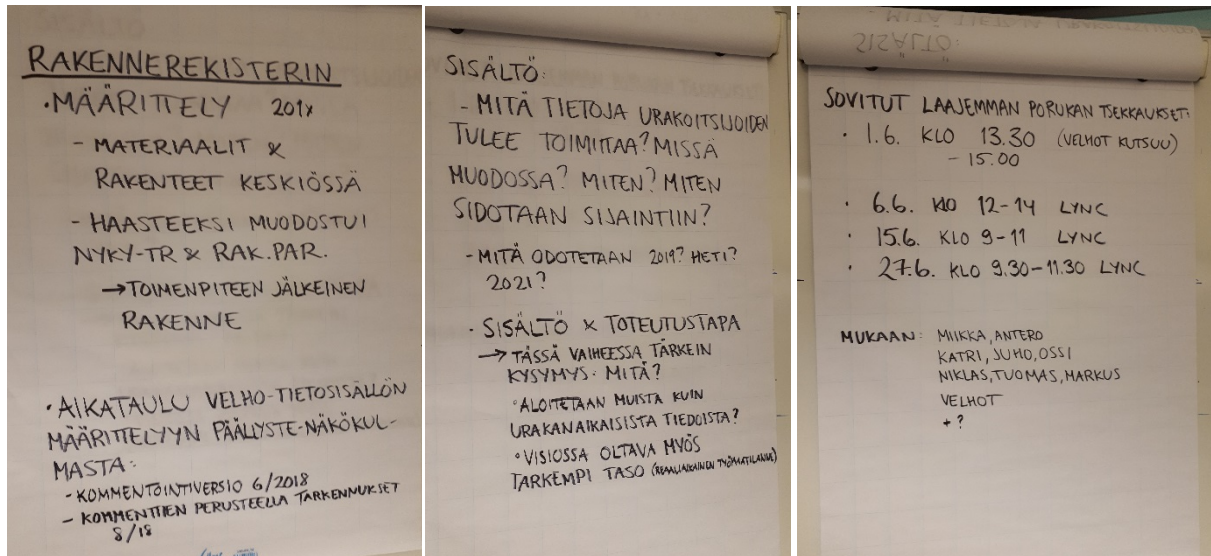 RAKENNEREKISTERIN
• MÄÄRITTELY 201x
- MATERIAALIT &
RAKENTEET KESKIÖSSÄ
- HAASTEEKSI MUODOSTUI
NYKY-TR & RAK.PAR.
→ TOIMENPITEEN JÄLKEINEN
RAKENNE
• AIKATAULU VELHO-TIETOSISÄLLÖN
MÄÄRITTELYYN PÄÄLLYSTE-NÄKÖKUL-
MASTA:
- KOMMENTOINTIVERSIO 6/2018
- KOMMENTTIEN PERUSTEELLA TARKENNUKSET
8/18
SISÄLTÖ:
- MITÄ TIETOJA URAKOITSIJOIDEN
TULEE TOIMITTAA? MISSÄ
MUODOSSA? MITEN? MITEN
SIDOTAAN SIJAINTIIN?
- MITÄ ODOTETAAN 2019? HETI?
2021?
• SISÄLTÖ × TOTEUTUSTAPA
→ TÄSSÄ VAIHEESSA TÄRKEIN
KYSYMYS: MITÄ?
• ALOITETAAN MUISTA KUIN
URAKANAIKAISISTA TIEDOISTA?
• VISIOSSA OLTAVA MYÖS
TARKEMPI TASO (REAALIAIKAINEN TYÖMAATILANNE)
SOVITUT LAAJEMMAN PORUKAN TSEKKAUKSET:
• 1.6. KLO 13.30 (VELHOT KUTSUU)
- 15.00
• 6.6. KLO 12-14 LYNC
• 15.6. KLO 9-11 LYNC
• 27.6. KLO 9.30-11.30 LYNC
MUKAAN: MIIKKA, ANTERO
KATRI, JUHO, OSSI
NIKLAS, TUOMAS, MARKUS
VELHOT
+ ?